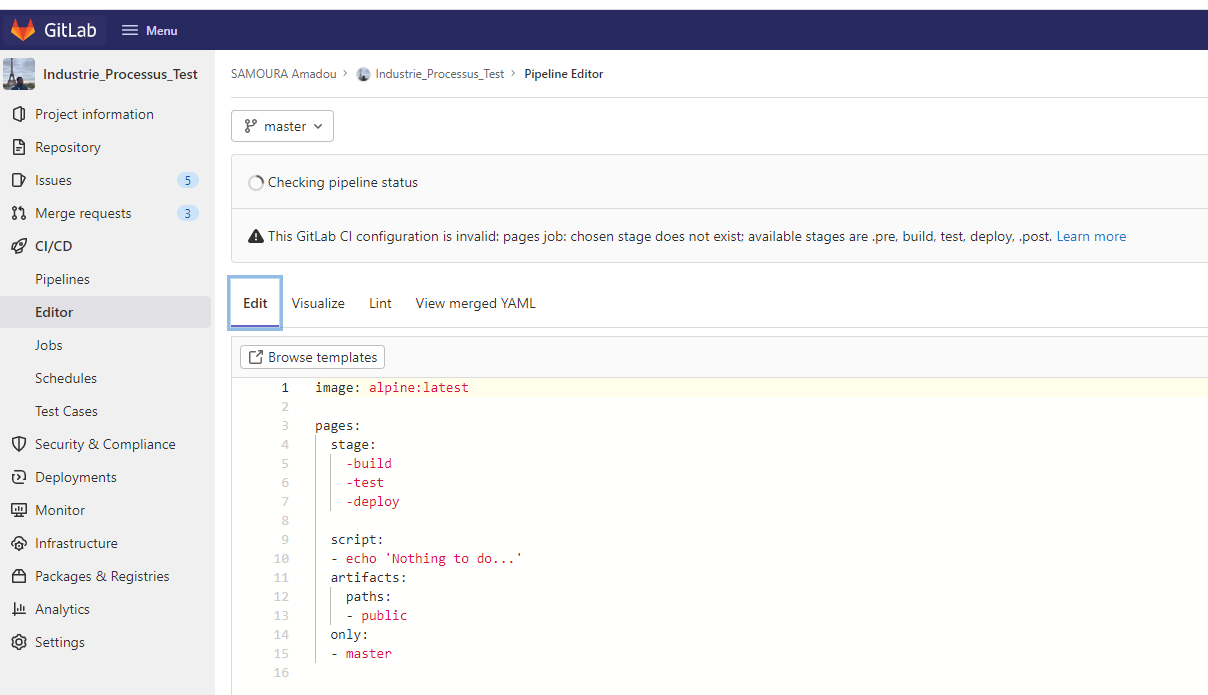 GitLab Menu
Industrie_Processus_Test
Project information
Repository
Issues 5
Merge requests 3
CI/CD
Pipelines
Editor
Jobs
Schedules
Test Cases
Security & Compliance
Deployments
Monitor
Infrastructure
Packages & Registries
Analytics
Settings
SAMOURA Amadou > Industrie_Processus_Test > Pipeline Editor
master
Checking pipeline status
This GitLab CI configuration is invalid: pages job: chosen stage does not exist; available stages are .pre, build, test, deploy, .post. Learn more
Edit Visualize Lint View merged YAML
Browse templates
1 image: alpine:latest
2
3 pages:
4 stage:
5 -build
6 -test
7 -deploy
8
9 script:
10 - echo 'Nothing to do...'
11 artifacts:
12 paths:
13 - public
14 only:
15 - master
16